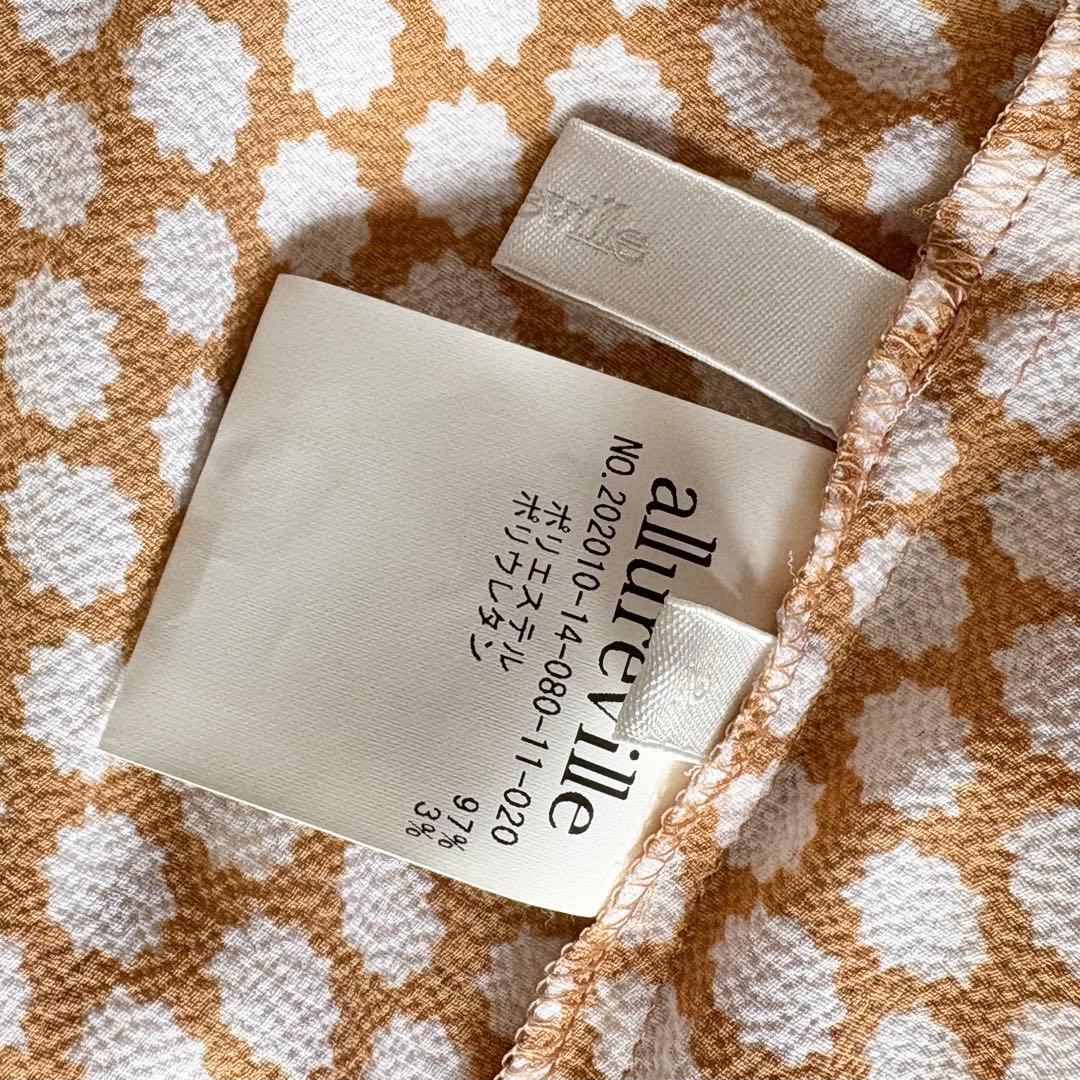 allureville
NO.202010-14-080-11-020
ポリエステル 97%
ポリウレタン 3%